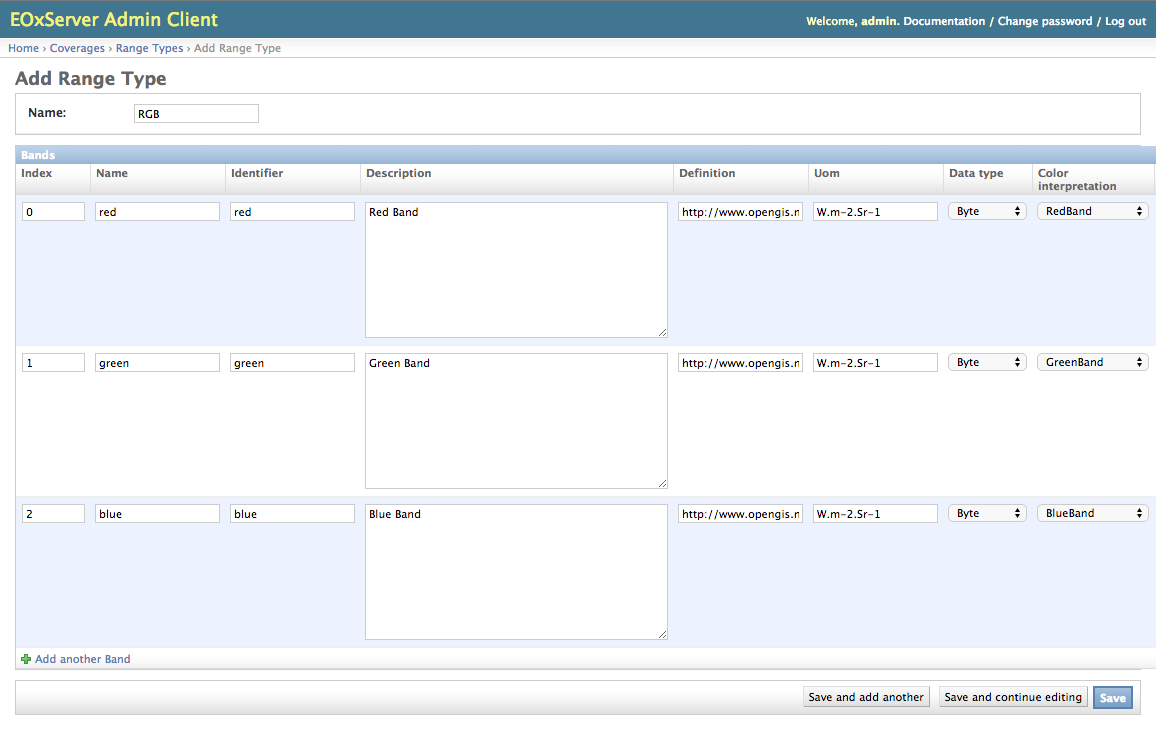 EOxServer Admin Client
Welcome, admin. Documentation / Change password / Log out
Home › Coverages › Range Types › Add Range Type
Add Range Type
Name: RGB
Bands
Index Name Identifier Description Definition Uom Data type Color interpretation
0 red red Red Band http://www.opengis.n W.m-2.Sr-1 Byte RedBand
1 green green Green Band http://www.opengis.n W.m-2.Sr-1 Byte GreenBand
2 blue blue Blue Band http://www.opengis.n W.m-2.Sr-1 Byte BlueBand
Add another Band
Save and add another Save and continue editing Save